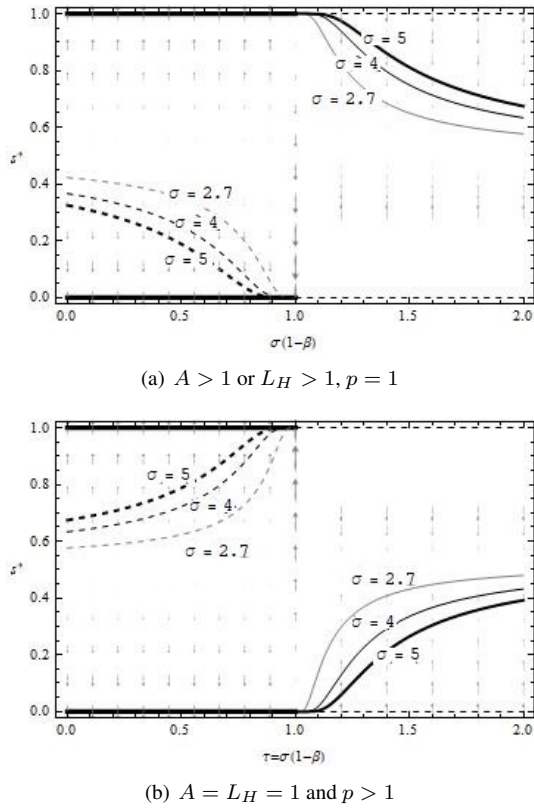 1.0
σ = 5
0.8
σ = 4
σ = 2.7
0.6
s*
0.4
σ = 2.7
σ = 4
0.2
σ = 5
0.0
0.0 0.5 1.0 1.5 2.0
σ(1-β)
(a) A > 1 or L_H > 1, p = 1
1.0
σ = 5
0.8
σ = 4
0.6
σ = 2.7
s*
σ = 2.7
0.4
σ = 4
0.2
σ = 5
0.0
0.0 0.5 1.0 1.5 2.0
τ=σ(1-β)
(b) A = L_H = 1 and p > 1